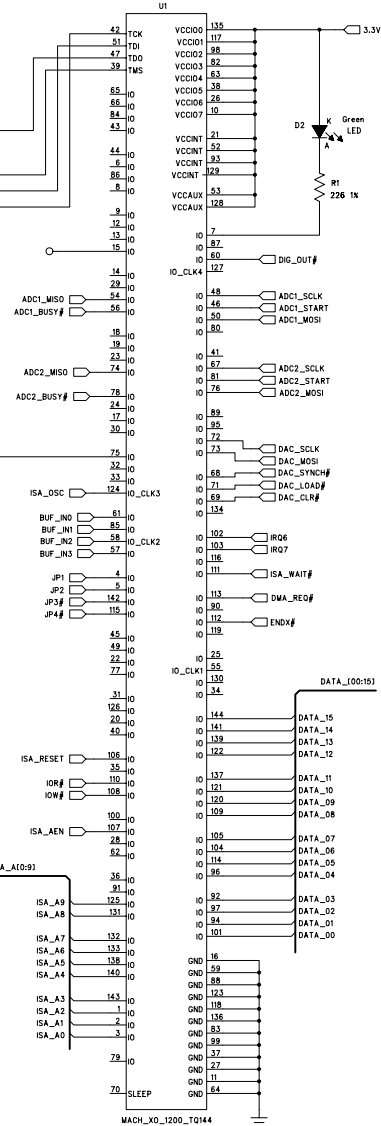 U1
42 TCK VCCIO0 135 3.3V
51 TDI VCCIO1 117
47 TDO VCCIO2 98
39 TMS VCCIO3 82
VCCIO4 63
65 IO VCCIO5 38
66 IO VCCIO6 26
84 IO VCCIO7 10
43 IO
D2 K Green
LED
A
VCCINT 21
44 IO VCCINT 52
6 IO VCCINT 93
86 IO VCCINT 129
8 IO
VCCAUX 53
VCCAUX 128
R1
226 1%
9 IO
12 IO
13 IO IO 7
15 IO IO 87
IO 60 DIG_OUT#
14 IO IO_CLK4 127
29 IO
ADC1_MISO 54 IO IO 48 ADC1_SCLK
ADC1_BUSY# 56 IO IO 46 ADC1_START
IO 50 ADC1_MOSI
18 IO IO 80
19 IO
23 IO IO 41
ADC2_MISO 74 IO IO 67 ADC2_SCLK
IO 81 ADC2_START
ADC2_BUSY# 78 IO IO 76 ADC2_MOSI
24 IO
17 IO IO 89
30 IO IO 95
IO 72 DAC_SCLK
75 IO IO 73 DAC_MOSI
32 IO IO 68 DAC_SYNCH#
33 IO IO 71 DAC_LOAD#
ISA_OSC 124 IO_CLK3 IO 69 DAC_CLR#
IO 134
BUF_IN0 61 IO
BUF_IN1 85 IO IO 102 IRQ6
BUF_IN2 58 IO_CLK2 IO 103 IRQ7
BUF_IN3 57 IO IO 116
IO 111 ISA_WAIT#
JP1 4 IO
JP2 5 IO IO 113 DMA_REQ#
JP3# 142 IO IO 90
JP4# 115 IO IO 112 ENDX#
IO 119
45 IO
49 IO IO 25
22 IO IO_CLK1 55
77 IO IO 130
IO 34
DATA_[00:15]
31 IO
126 IO IO 144 DATA_15
20 IO IO 141 DATA_14
40 IO IO 139 DATA_13
IO 122 DATA_12
ISA_RESET 106 IO
35 IO IO 137 DATA_11
IOR# 110 IO IO 121 DATA_10
IOW# 108 IO IO 120 DATA_09
IO 109 DATA_08
100 IO
ISA_AEN 107 IO IO 105 DATA_07
28 IO IO 104 DATA_06
62 IO IO 114 DATA_05
IO 96 DATA_04
A_A[0:9]
36 IO
91 IO IO 92 DATA_03
ISA_A9 125 IO IO 97 DATA_02
ISA_A8 131 IO IO 94 DATA_01
IO 101 DATA_00
ISA_A7 132 IO
ISA_A6 133 IO GND 16
ISA_A5 138 IO GND 59
ISA_A4 140 IO GND 88
GND 123
ISA_A3 143 IO GND 118
ISA_A2 1 IO GND 136
ISA_A1 2 IO GND 83
ISA_A0 3 IO GND 99
GND 37
79 IO GND 27
GND 11
70 SLEEP GND 64
MACH_XO_1200_TQ144